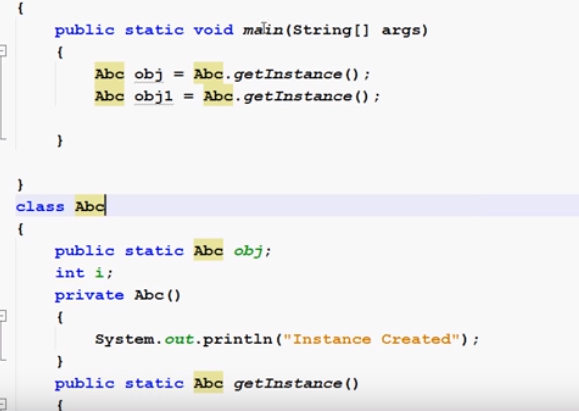 {
public static void main(String[] args)
{
Abc obj = Abc.getInstance();
Abc obj1 = Abc.getInstance();
}
}
class Abc
{
public static Abc obj;
int i;
private Abc()
{
System.out.println("Instance Created");
}
public static Abc getInstance()
{